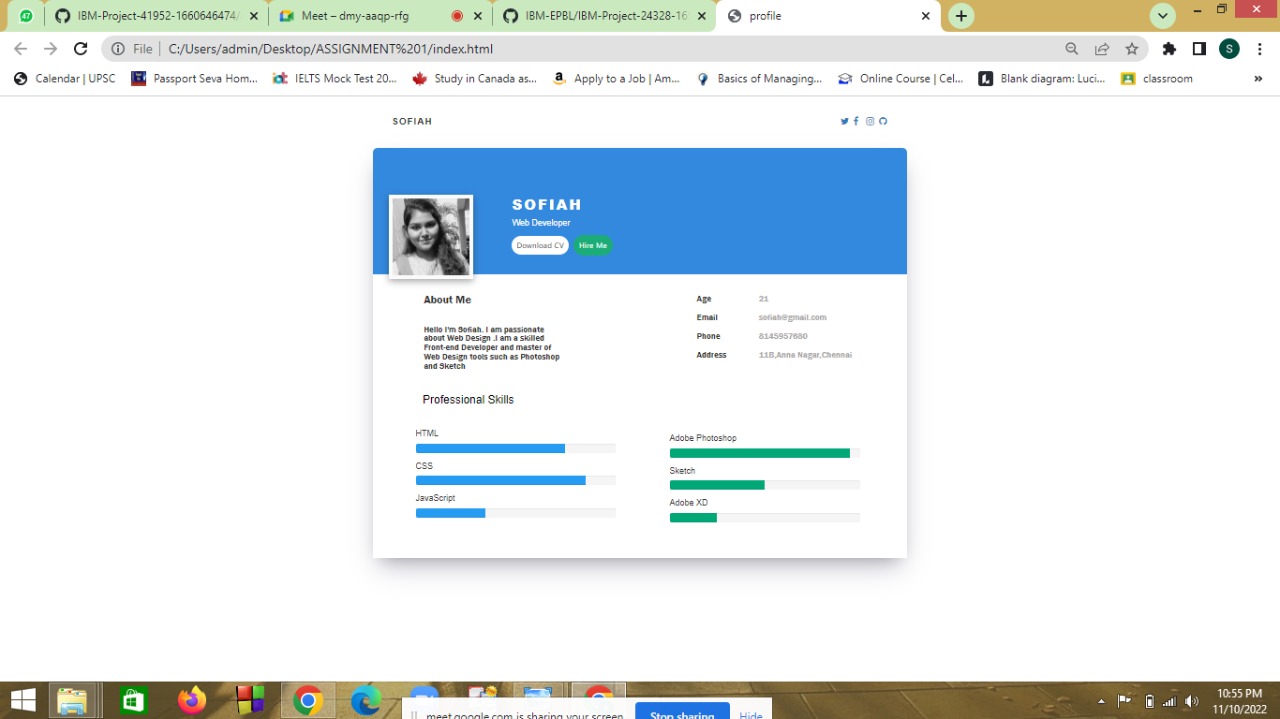 47
IBM-Project-41952-1660646474/
Meet – dmy-aaqp-rfg
IBM-EPBL/IBM-Project-24328-16
profile
File
C:/Users/admin/Desktop/ASSIGNMENT%201/index.html
S
Calendar | UPSC
Passport Seva Hom...
IELTS Mock Test 20...
Study in Canada as...
Apply to a Job | Am...
Basics of Managing...
Online Course | Cel...
Blank diagram: Luci...
classroom
SOFIAH
SOFIAH
Web Developer
Download CV
Hire Me
About Me
Hello I'm Sofiah. I am passionate
about Web Design .I am a skilled
Front-end Developer and master of
Web Design tools such as Photoshop
and Sketch
Age 21
Email sofiah@gmail.com
Phone 8145957680
Address 11B,Anna Nagar,Chennai
Professional Skills
HTML
CSS
JavaScript
Adobe Photoshop
Sketch
Adobe XD
meet.google.com is sharing your screen.
Stop sharing
Hide
10:55 PM
11/10/2022